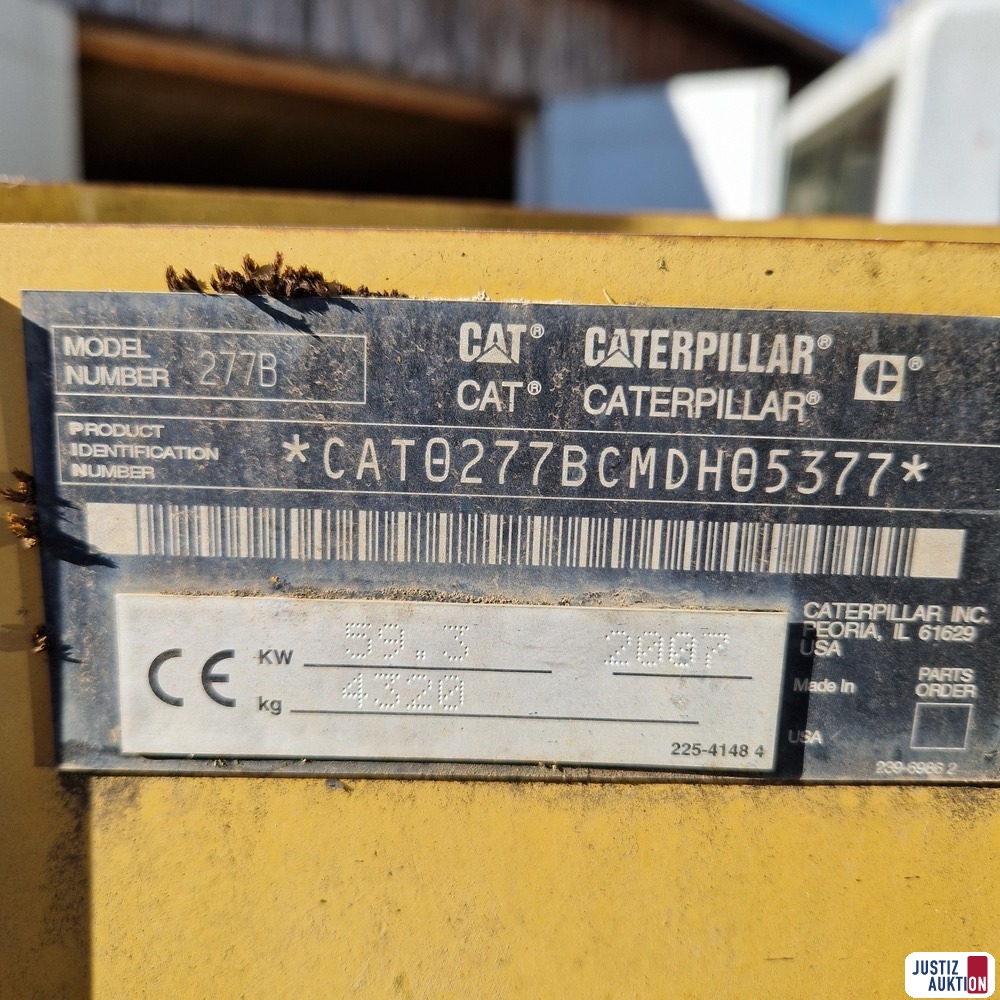 MODEL
NUMBER 277B
CAT® CATERPILLAR® ®
CAT® CATERPILLAR®
PRODUCT
IDENTIFICATION
NUMBER
*CAT0277BCMDH05377*
CATERPILLAR INC.
PEORIA, IL 61629
USA
CE KW 59.3 2007
kg 4320
225-4148 4
Made In
USA
PARTS
ORDER
239-6986 2
JUSTIZ
AUKTION